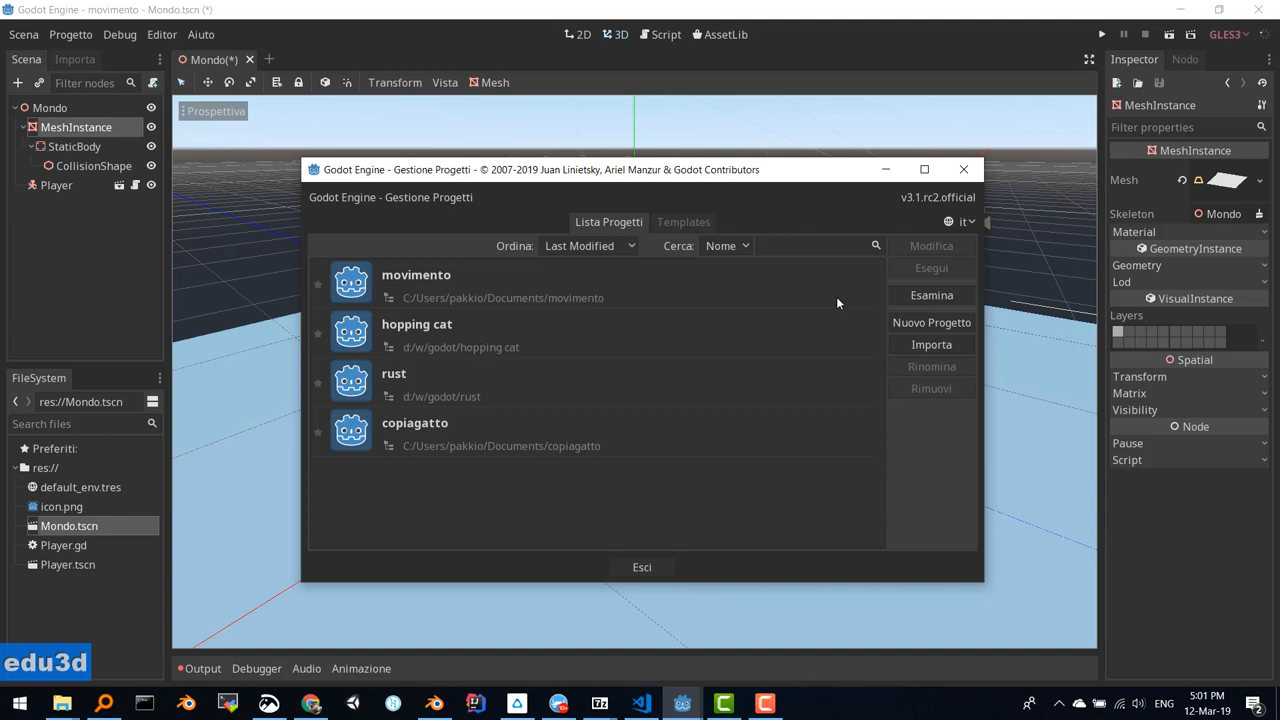 Godot Engine - movimento - Mondo.tscn (*)
Scena Progetto Debug Editor Aiuto
2D 3D Script AssetLib
GLES3
Scena Importa
Mondo(*)
Inspector Nodo
Filter nodes
Transform Vista Mesh
Mondo
MeshInstance
StaticBody
CollisionShape
Player
Prospettiva
MeshInstance
Filter properties
MeshInstance
Mesh
Skeleton Mondo
Material
GeometryInstance
Geometry
Lod
VisualInstance
Layers
..
Spatial
Transform
Matrix
Visibility
Node
Pause
Script
Godot Engine - Gestione Progetti - © 2007-2019 Juan Linietsky, Ariel Manzur & Godot Contributors
Godot Engine - Gestione Progetti
v3.1.rc2.official
Lista Progetti Templates
it
Ordina: Last Modified Cerca: Nome
Modifica
Esegui
Esamina
Nuovo Progetto
Importa
Rinomina
Rimuovi
movimento
C:/Users/pakkio/Documents/movimento
hopping cat
d:/w/godot/hopping cat
rust
d:/w/godot/rust
copiagatto
C:/Users/pakkio/Documents/copiagatto
Esci
FileSystem
res://Mondo.tscn
Search files
Preferiti:
res://
default_env.tres
icon.png
Mondo.tscn
Player.gd
Player.tscn
edu3d
Output Debugger Audio Animazione
10+
7z
ENG
5:01 PM
12-Mar-19
2